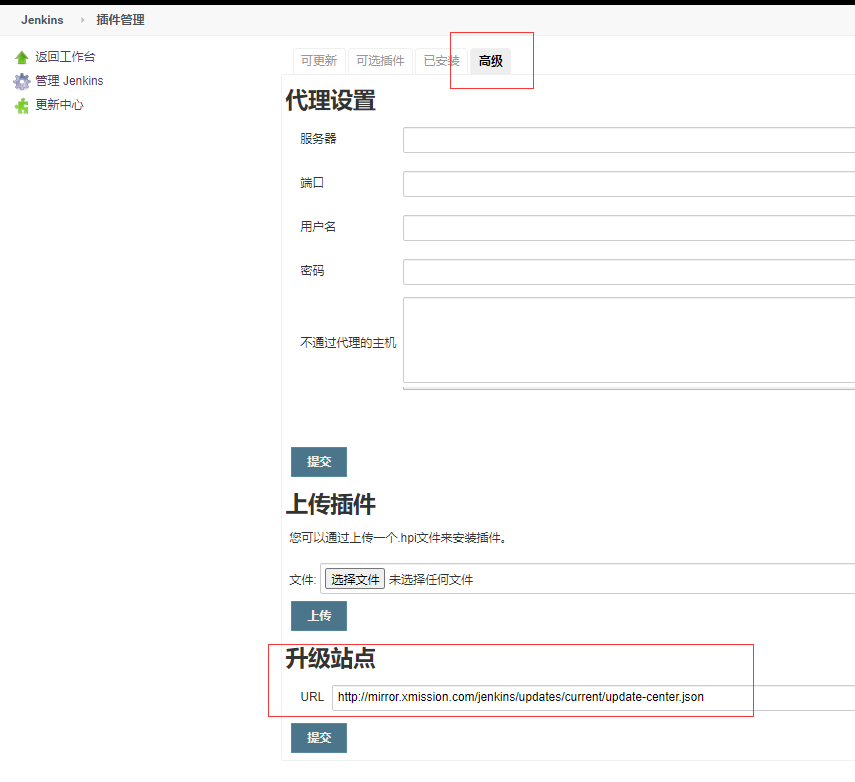 Jenkins 插件管理
返回工作台
管理 Jenkins
更新中心
可更新 可选插件 已安装 高级
代理设置
服务器
端口
用户名
密码
不通过代理的主机
提交
上传插件
您可以通过上传一个.hpi文件来安装插件。
文件: 选择文件 未选择任何文件
上传
升级站点
URL http://mirror.xmission.com/jenkins/updates/current/update-center.json
提交